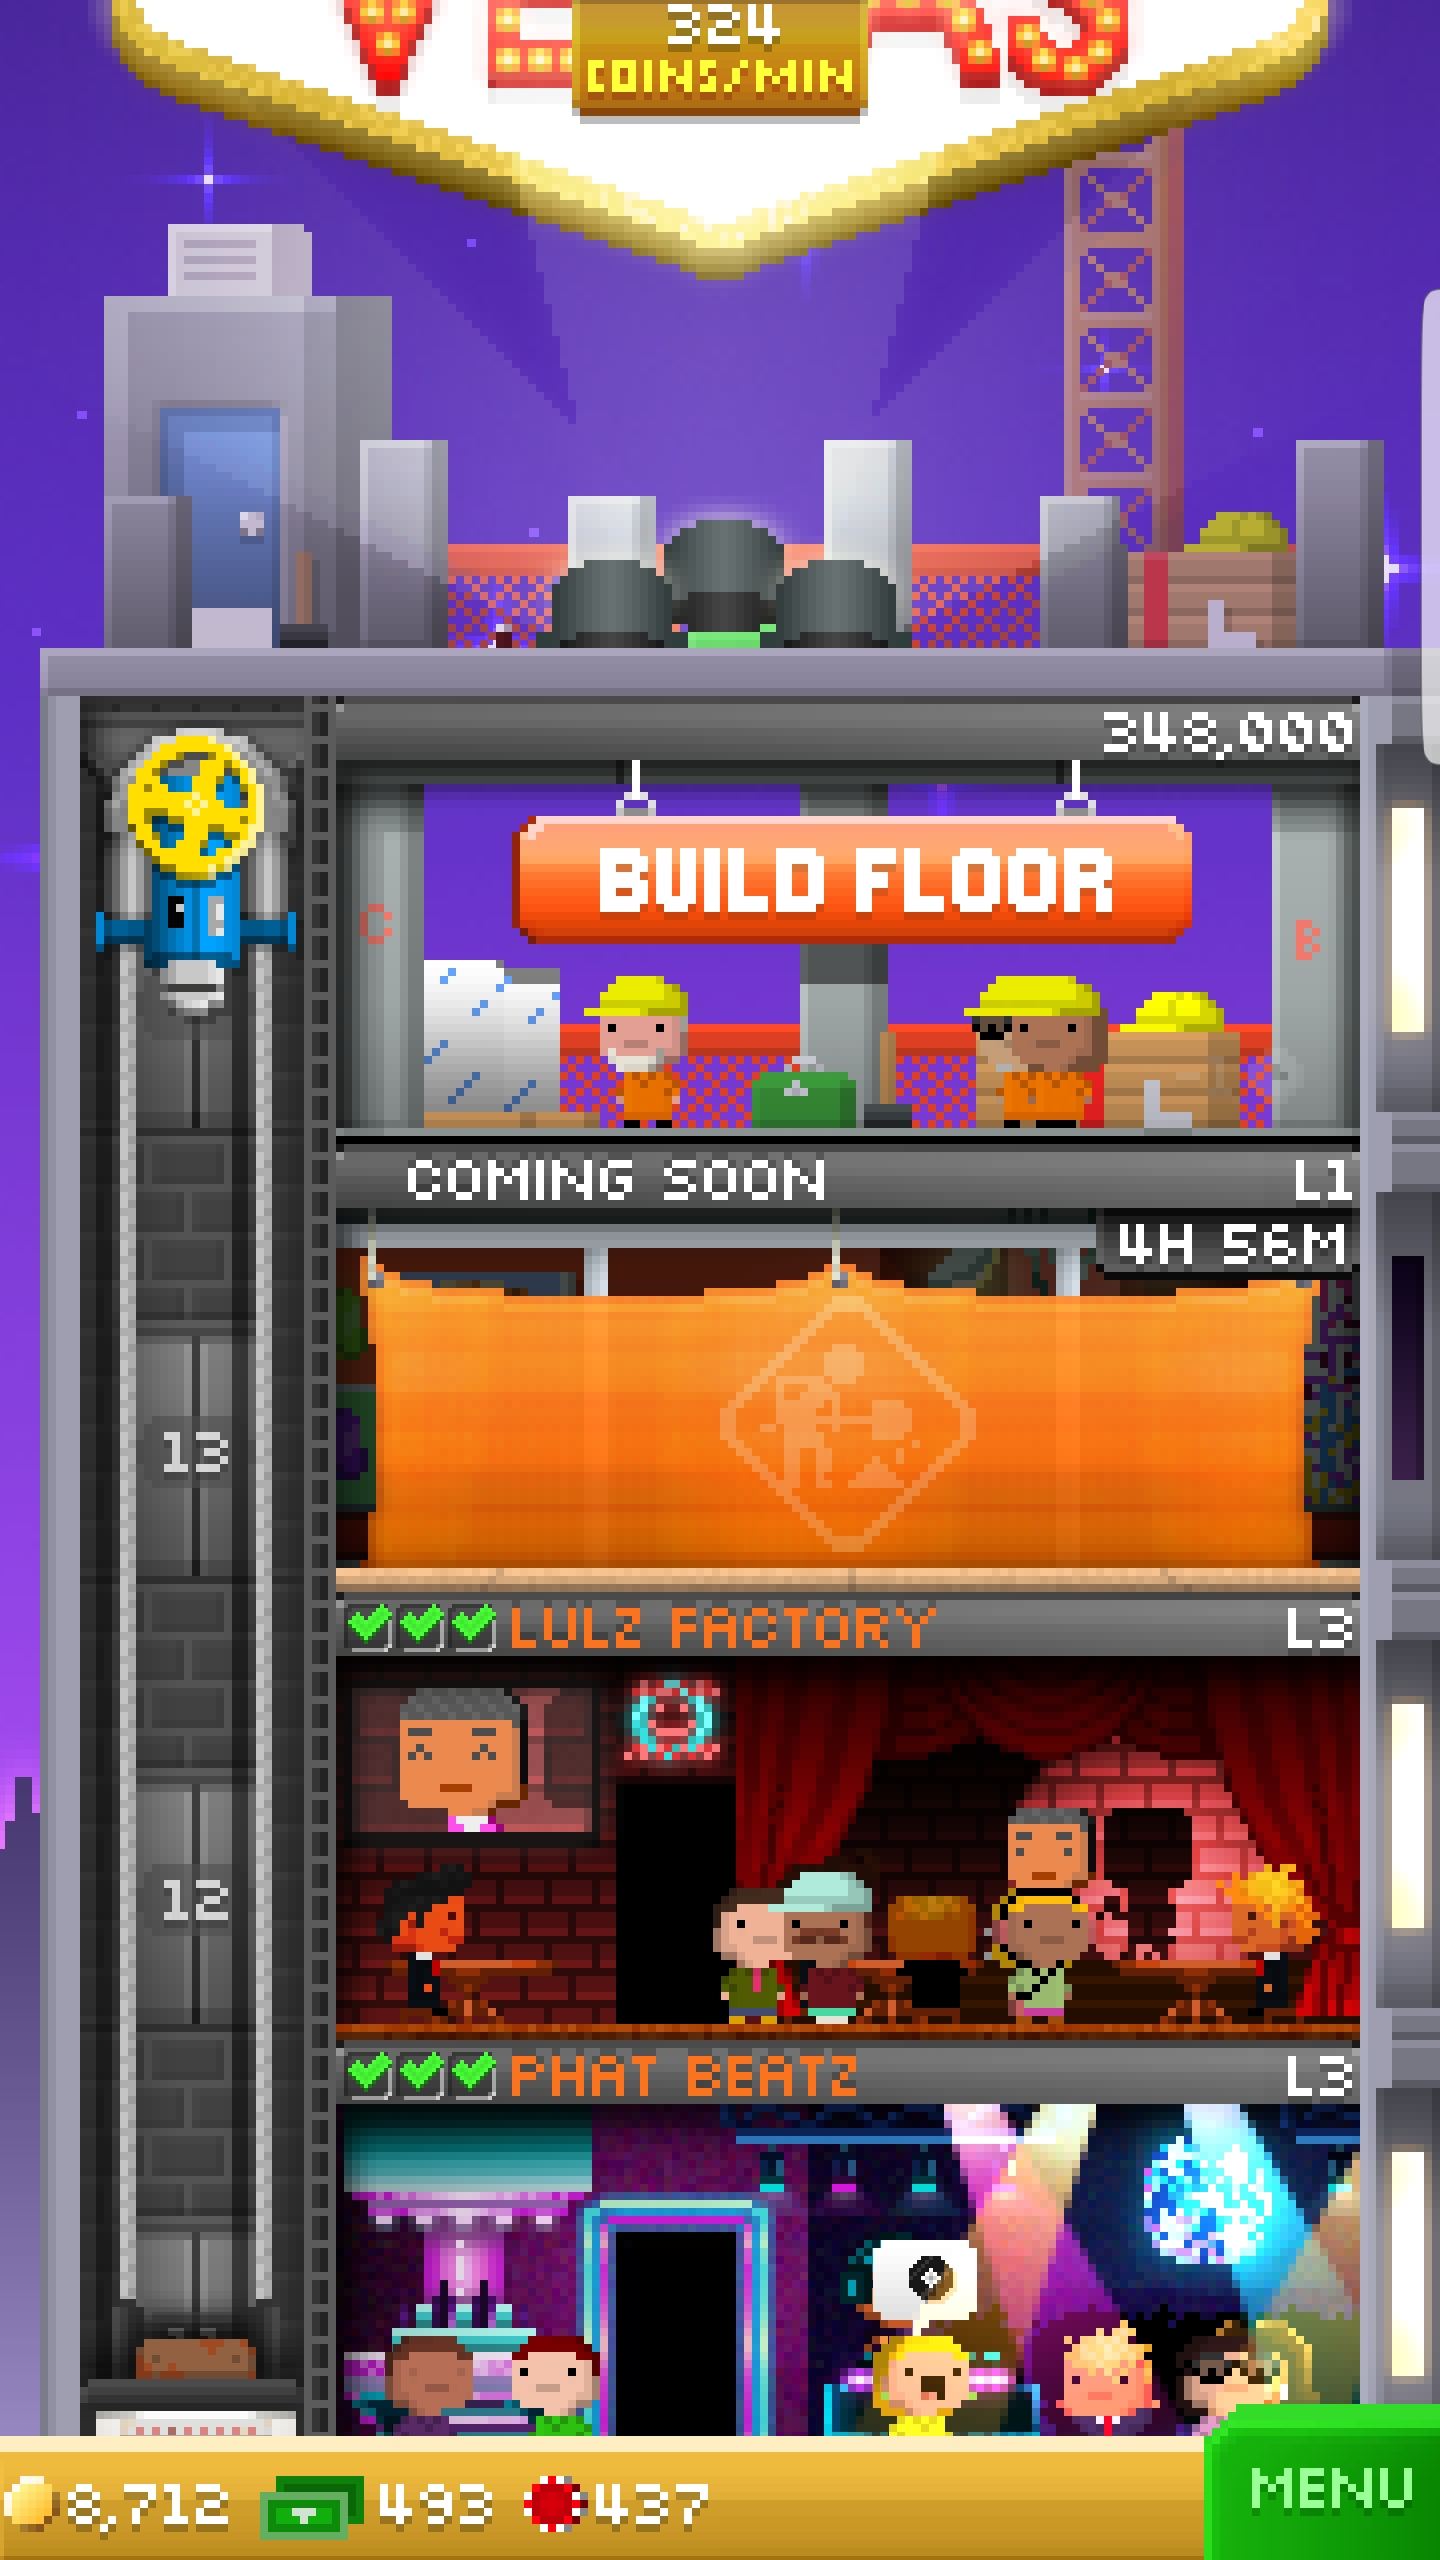 324
COINS/MIN
348,000
BUILD FLOOR
C
B
COMING SOON L1
4H 56M
13
LULZ FACTORY L3
12
PHAT BEATZ L3
8,712 493 437
MENU